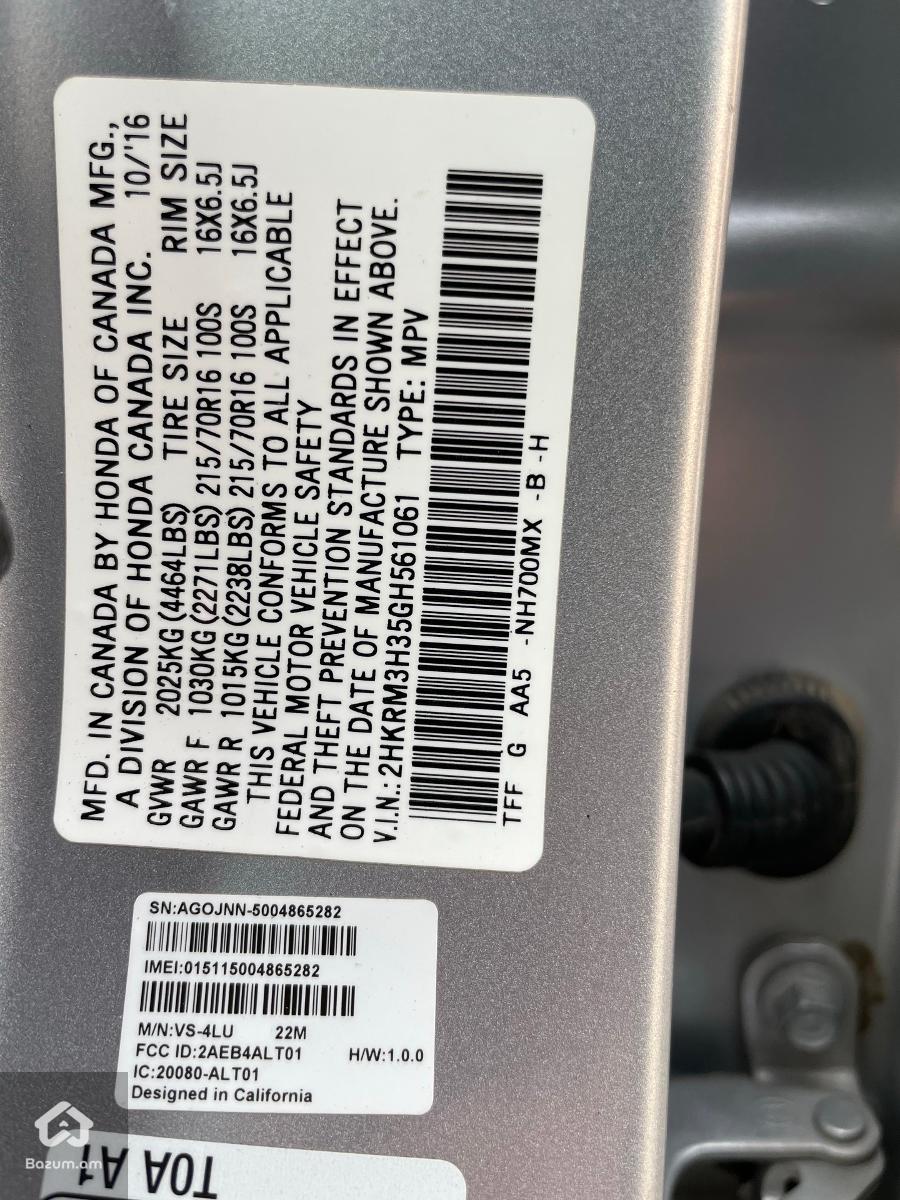 MFD. IN CANADA BY HONDA OF CANADA MFG.,
A DIVISION OF HONDA CANADA INC. 10/'16
GVWR 2025KG(4464LBS) TIRE SIZE RIM SIZE
GAWR F 1030KG(2271LBS) 215/70R16 100S 16X6.5J
GAWR R 1015KG(2238LBS) 215/70R16 100S 16X6.5J
THIS VEHICLE CONFORMS TO ALL APPLICABLE
FEDERAL MOTOR VEHICLE SAFETY
AND THEFT PREVENTION STANDARDS IN EFFECT
ON THE DATE OF MANUFACTURE SHOWN ABOVE.
V.I.N.:2HKRM3H35GH561061 TYPE: MPV
TFF G AA5 -NH700MX -B -H
SN:AGOJNN-5004865282
IMEI:015115004865282
M/N:VS-4LU 22M
FCC ID:2AEB4ALT01 H/W:1.0.0
IC:20080-ALT01
Designed in California
T0A A1
Bazum.am